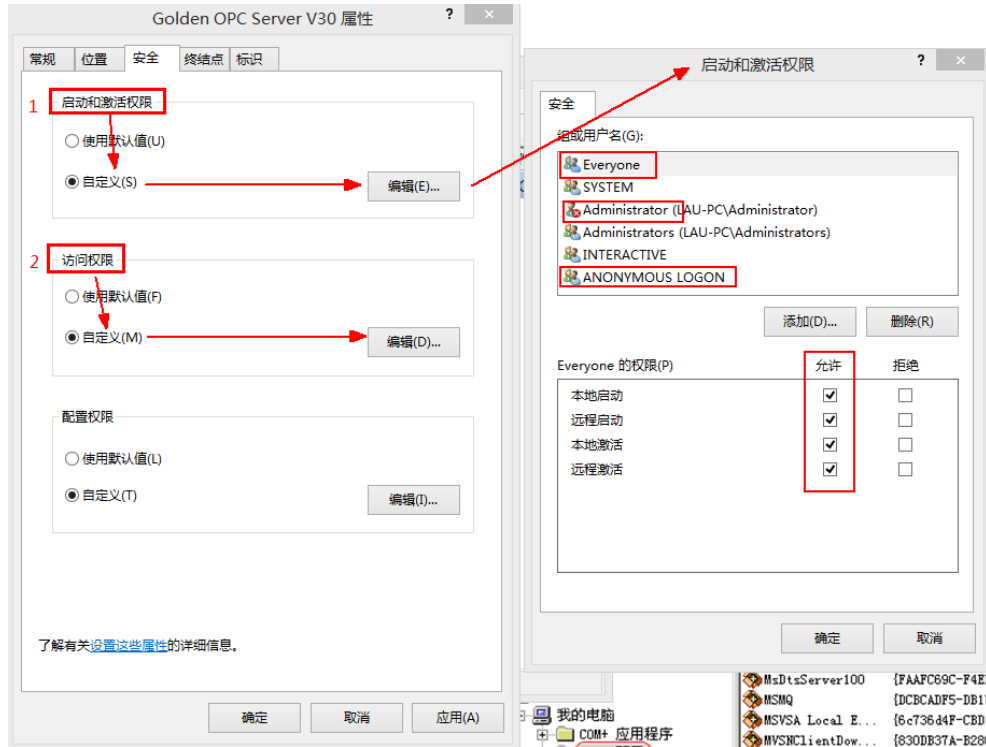 Golden OPC Server V30 属性
?
常规 位置 安全 终结点 标识
1
启动和激活权限
使用默认值(U)
自定义(S)
编辑(E)...
2
访问权限
使用默认值(F)
自定义(M)
编辑(D)...
配置权限
使用默认值(L)
自定义(T)
编辑(I)...
了解有关设置这些属性的详细信息。
确定 取消 应用(A)
启动和激活权限
?
安全
组或用户名(G):
Everyone
SYSTEM
Administrator (LAU-PC\Administrator)
Administrators (LAU-PC\Administrators)
INTERACTIVE
ANONYMOUS LOGON
添加(D)... 删除(R)
Everyone 的权限(P) 允许 拒绝
本地启动
远程启动
本地激活
远程激活
确定 取消
我的电脑
COM+ 应用程序
MsDtsServer100 {FAAFC69C-F4E
MSMQ {DCBCADF5-DB1
MSVSA Local E... {6c736d4F-CBD
MVSNClientDow... {830DB37A-B28